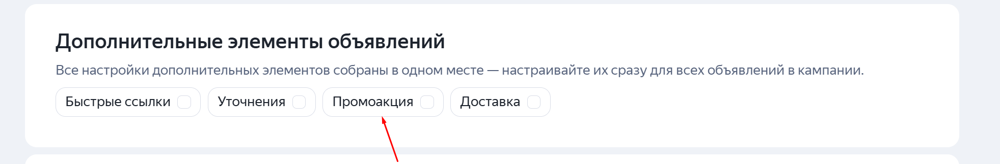 Дополнительные элементы объявлений
Все настройки дополнительных элементов собраны в одном месте — настраивайте их сразу для всех объявлений в кампании.
Быстрые ссылки Уточнения Промоакция Доставка